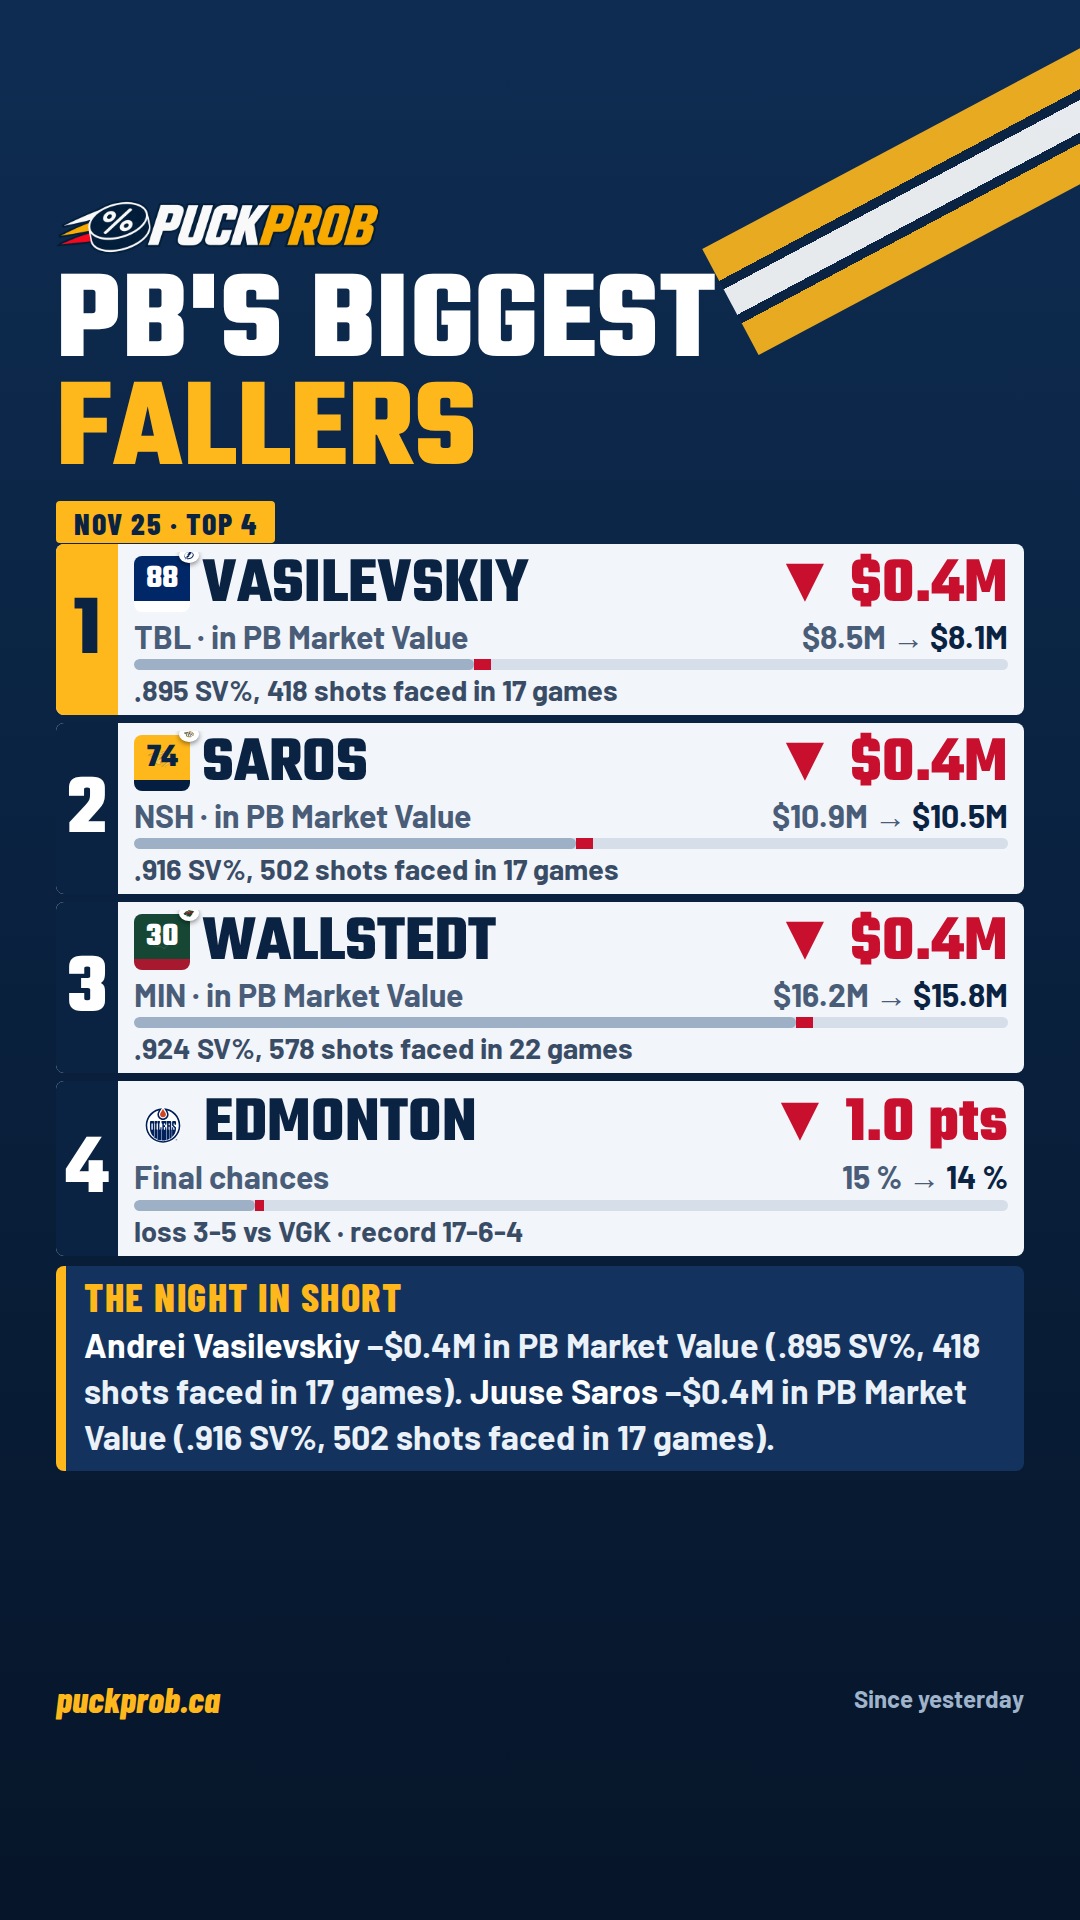 % PUCKPROB
PB'S BIGGEST
FALLERS
NOV 25 · TOP 4
1
88 VASILEVSKIY ▼ $0.4M
TBL · in PB Market Value $8.5M → $8.1M
.895 SV%, 418 shots faced in 17 games
2
74 SAROS ▼ $0.4M
NSH · in PB Market Value $10.9M → $10.5M
.916 SV%, 502 shots faced in 17 games
3
30 WALLSTEDT ▼ $0.4M
MIN · in PB Market Value $16.2M → $15.8M
.924 SV%, 578 shots faced in 22 games
4
OILERS EDMONTON ▼ 1.0 pts
Final chances 15 % → 14 %
loss 3-5 vs VGK · record 17-6-4
THE NIGHT IN SHORT
Andrei Vasilevskiy –$0.4M in PB Market Value (.895 SV%, 418
shots faced in 17 games). Juuse Saros –$0.4M in PB Market
Value (.916 SV%, 502 shots faced in 17 games).
puckprob.ca Since yesterday